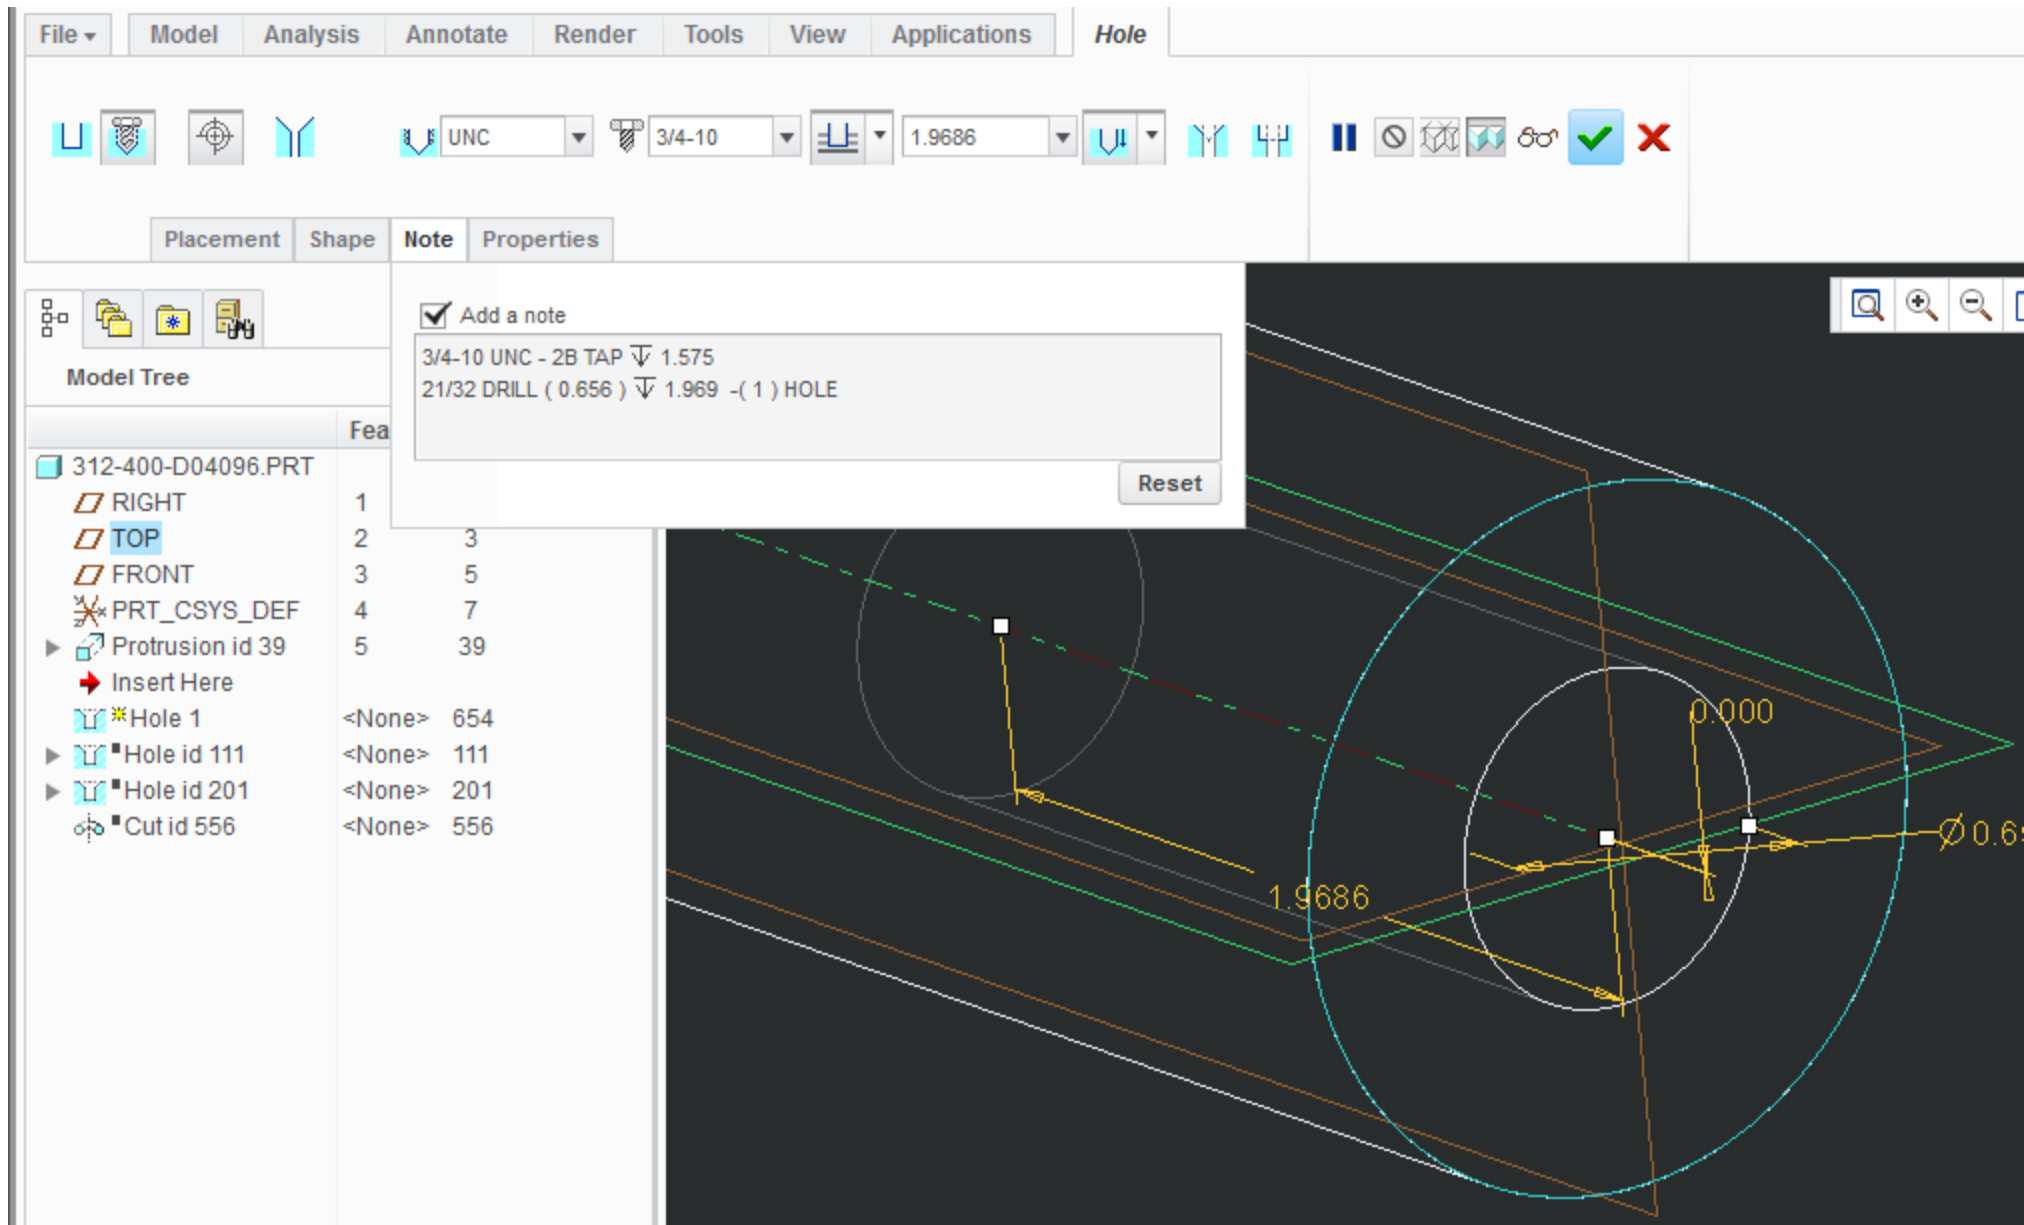 File Model Analysis Annotate Render Tools View Applications Hole
UNC 3/4-10 1.9686
Placement Shape Note Properties
Add a note
3/4-10 UNC - 2B TAP ↧ 1.575
21/32 DRILL ( 0.656 ) ↧ 1.969 -( 1 ) HOLE
Reset
Model Tree
Fea
312-400-D04096.PRT
RIGHT 1
TOP 2 3
FRONT 3 5
PRT_CSYS_DEF 4 7
Protrusion id 39 5 39
Insert Here
Hole 1 <None> 654
Hole id 111 <None> 111
Hole id 201 <None> 201
Cut id 556 <None> 556
0.000
1.9686